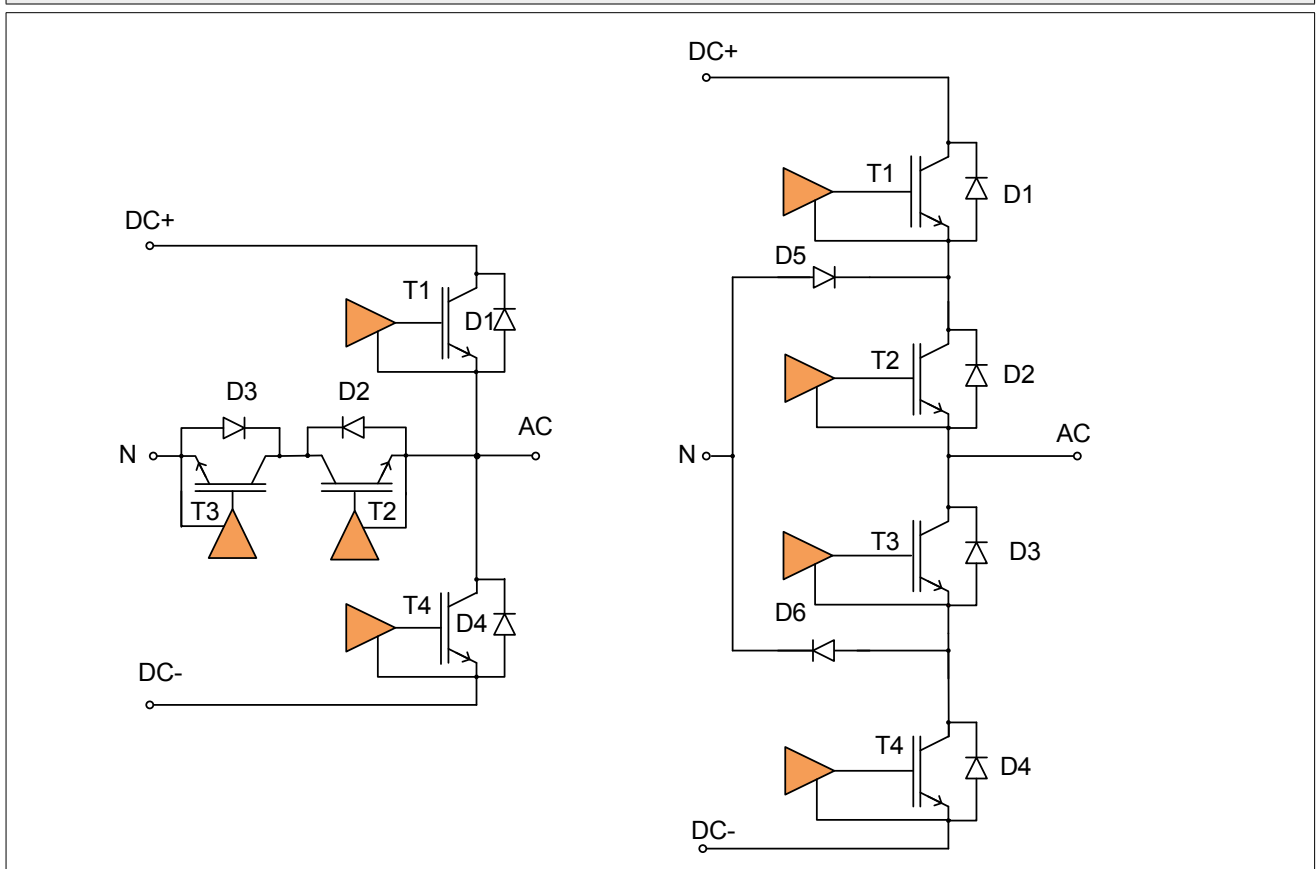 DC+
T1
D1
D3
D2
N
AC
T3
T2
T4
D4
DC-
DC+
T1
D1
D5
T2
D2
N
AC
T3
D3
D6
T4
D4
DC-